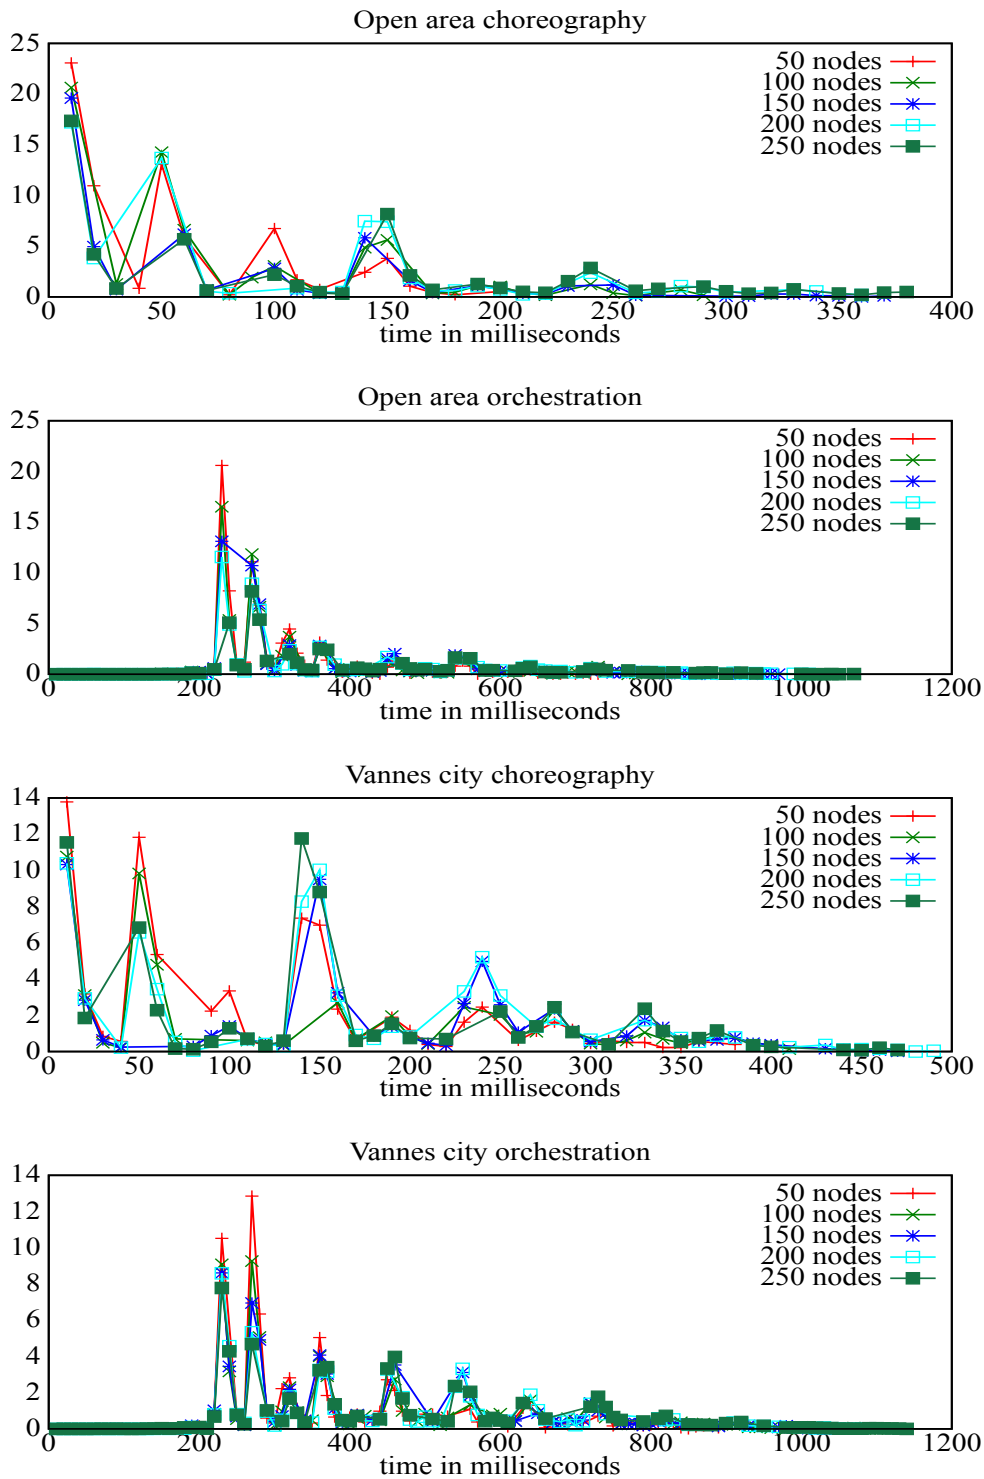 Open area choreography
25
20
15
10
5
0
50 nodes
100 nodes
150 nodes
200 nodes
250 nodes
0 50 100 150 200 250 300 350 400
time in milliseconds
Open area orchestration
25
20
15
10
5
0
50 nodes
100 nodes
150 nodes
200 nodes
250 nodes
0 200 400 600 800 1000 1200
time in milliseconds
Vannes city choreography
14
12
10
8
6
4
2
0
50 nodes
100 nodes
150 nodes
200 nodes
250 nodes
0 50 100 150 200 250 300 350 400 450 500
time in milliseconds
Vannes city orchestration
14
12
10
8
6
4
2
0
50 nodes
100 nodes
150 nodes
200 nodes
250 nodes
0 200 400 600 800 1000 1200
time in milliseconds